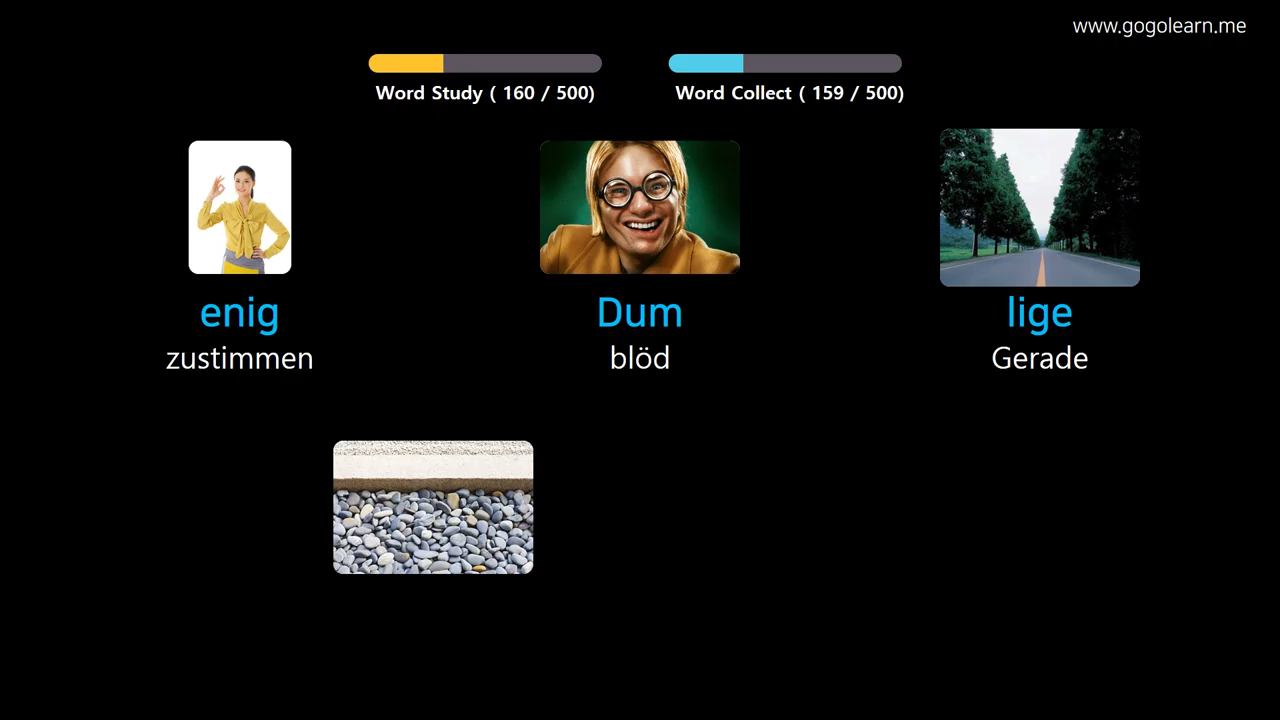 www.gogolearn.me
Word Study ( 160 / 500)
Word Collect ( 159 / 500)
enig
Dum
lige
zustimmen
blöd
Gerade